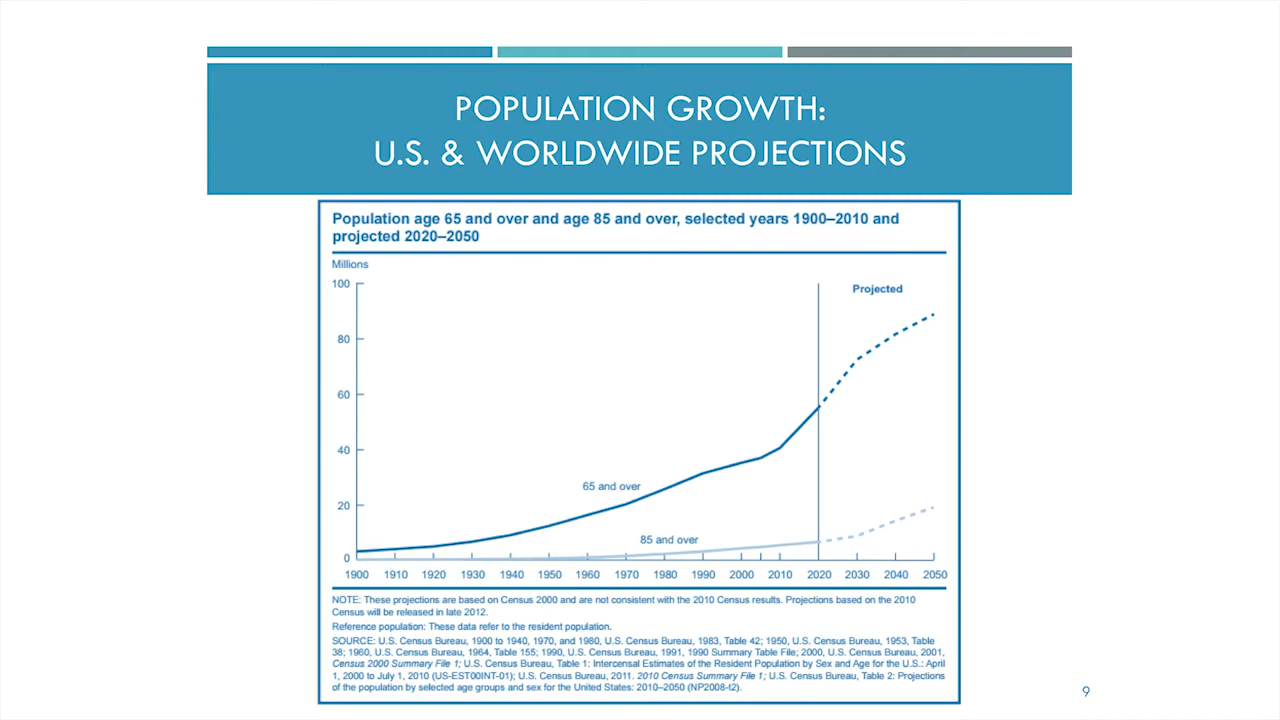 POPULATION GROWTH:
U.S. & WORLDWIDE PROJECTIONS
Population age 65 and over and age 85 and over, selected years 1900–2010 and
projected 2020–2050
Millions
100
Projected
80
60
40
65 and over
20
85 and over
0
1900 1910 1920 1930 1940 1950 1960 1970 1980 1990 2000 2010 2020 2030 2040 2050
NOTE: These projections are based on Census 2000 and are not consistent with the 2010 Census results. Projections based on the 2010
Census will be released in late 2012.
Reference population: These data refer to the resident population.
SOURCE: U.S. Census Bureau, 1900 to 1940, 1970, and 1980, U.S. Census Bureau, 1983, Table 42; 1950, U.S. Census Bureau, 1953, Table
38; 1960, U.S. Census Bureau, 1964, Table 155; 1990, U.S. Census Bureau, 1991, 1990 Summary Table File; 2000, U.S. Census Bureau, 2001,
Census 2000 Summary File 1; U.S. Census Bureau, Table 1: Intercensal Estimates of the Resident Population by Sex and Age for the U.S.: April
1, 2000 to July 1, 2010 (US-EST00INT-01); U.S. Census Bureau, 2011. 2010 Census Summary File 1; U.S. Census Bureau, Table 2: Projections
of the population by selected age groups and sex for the United States: 2010–2050 (NP2008-t2).
9